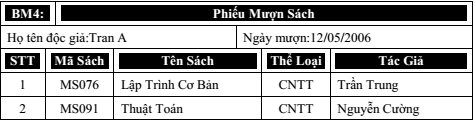 BM4: Phiếu Mượn Sách
Họ tên độc giả:Tran A Ngày mượn:12/05/2006
STT Mã Sách Tên Sách Thể Loại Tác Giả
1 MS076 Lập Trình Cơ Bản CNTT Trần Trung
2 MS091 Thuật Toán CNTT Nguyễn Cường